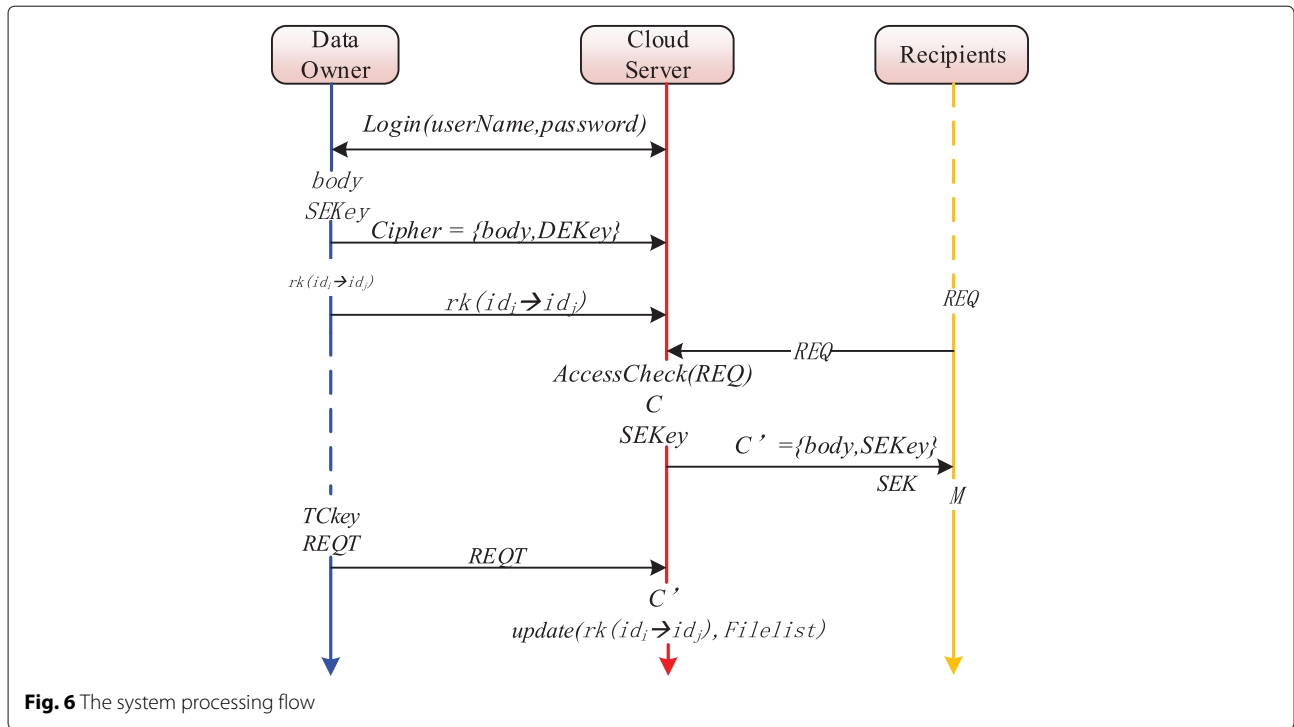 Data
Owner
Cloud
Server
Recipients
Login(userName,password)
body
SEKey
Cipher = {body,DEKey}
rk(idᵢ→idⱼ)
rk(idᵢ→idⱼ)
REQ
REQ
AccessCheck(REQ)
C
SEKey
C’ ={body,SEKey}
SEK
M
TCkey
REQT
REQT
C’
update(rk(idᵢ→idⱼ),Filelist)
Fig. 6 The system processing flow